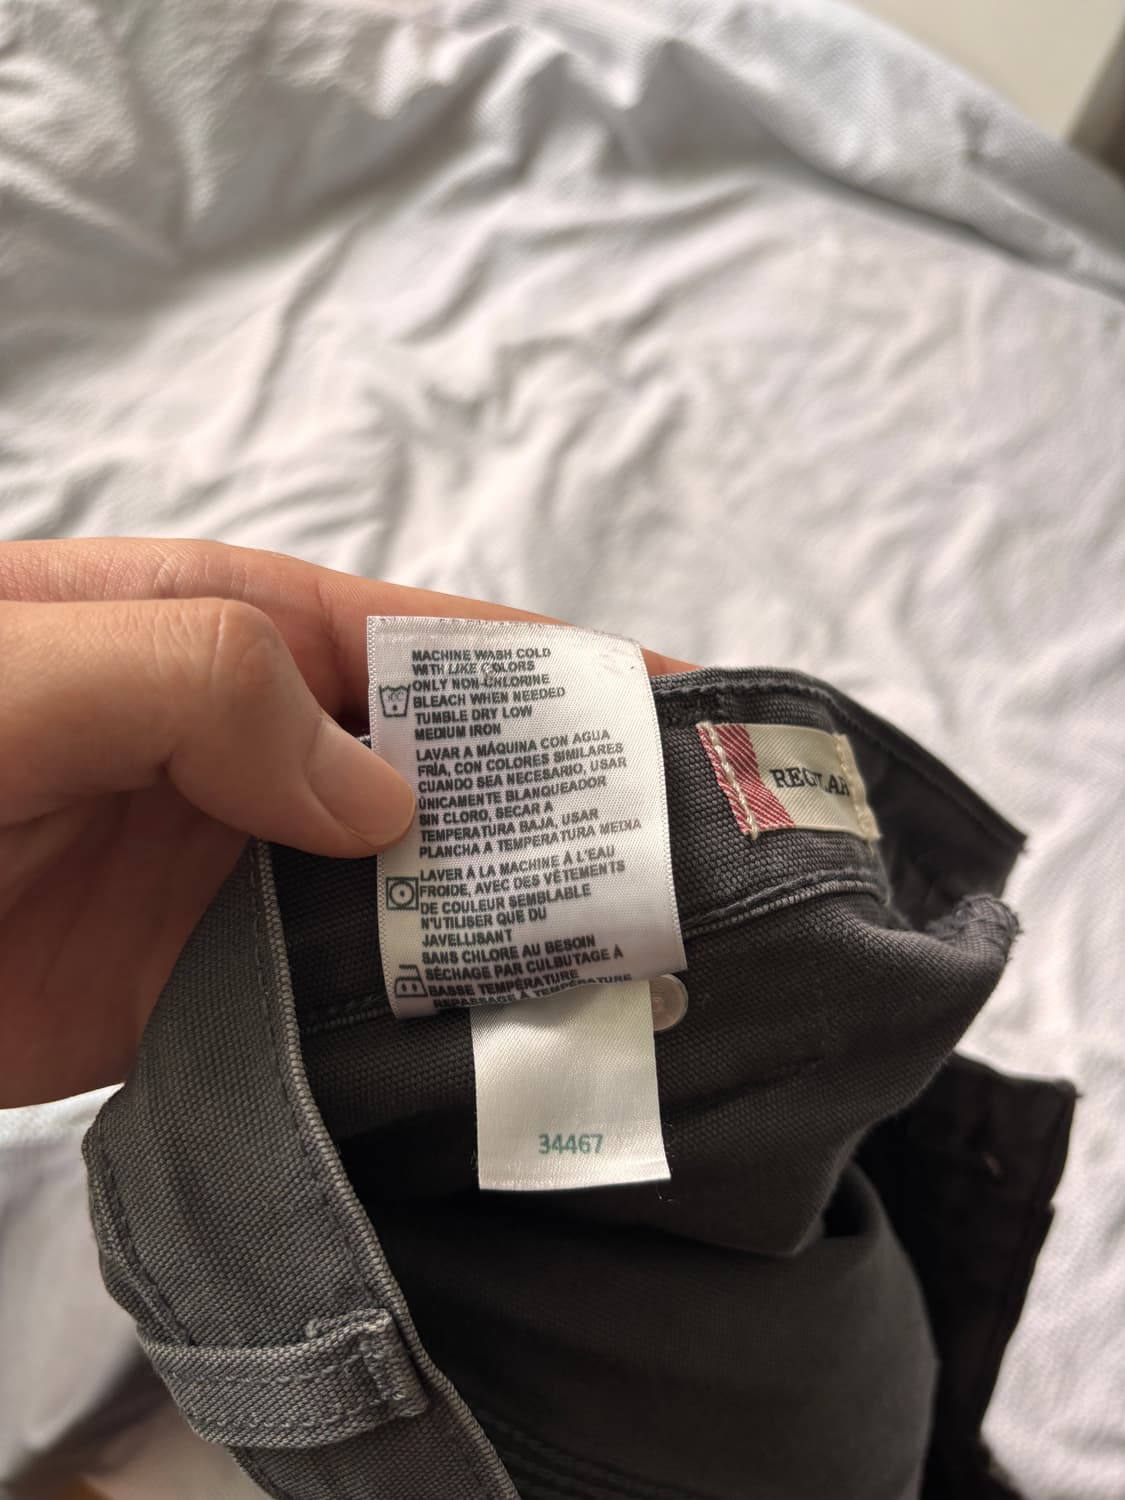 MACHINE WASH COLD
WITH LIKE COLORS
ONLY NON-CHLORINE
BLEACH WHEN NEEDED
TUMBLE DRY LOW
MEDIUM IRON
LAVAR A MÁQUINA CON AGUA
FRÍA, CON COLORES SIMILARES
CUANDO SEA NECESARIO, USAR
ÚNICAMENTE BLANQUEADOR
SIN CLORO, SECAR A
TEMPERATURA BAJA, USAR
PLANCHA A TEMPERATURA MEDIA
LAVER À LA MACHINE À L'EAU
FROIDE, AVEC DES VÊTEMENTS
DE COULEUR SEMBLABLE
N'UTILISER QUE DU
JAVELLISANT
SANS CHLORE AU BESOIN
SÉCHAGE PAR CULBUTAGE À
BASSE TEMPÉRATURE
REPASSAGE À TEMPÉRATURE
REGULAR
34467